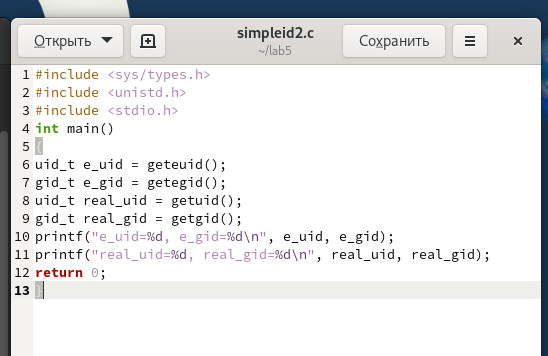 Открыть
simpleid2.c
~/lab5
Сохранить
1 #include <sys/types.h>
2 #include <unistd.h>
3 #include <stdio.h>
4 int main()
5 {
6 uid_t e_uid = geteuid();
7 gid_t e_gid = getegid();
8 uid_t real_uid = getuid();
9 gid_t real_gid = getgid();
10 printf("e_uid=%d, e_gid=%d\n", e_uid, e_gid);
11 printf("real_uid=%d, real_gid=%d\n", real_uid, real_gid);
12 return 0;
13 }